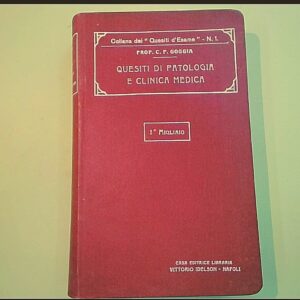 Collana dei "Quesiti d'Esame" - N. 1.
PROF. C. P. GOGGIA
QUESITI DI PATOLOGIA
E CLINICA MEDICA
1° MIGLIAIO
CASA EDITRICE LIBRARIA
VITTORIO IDELSON - NAPOLI